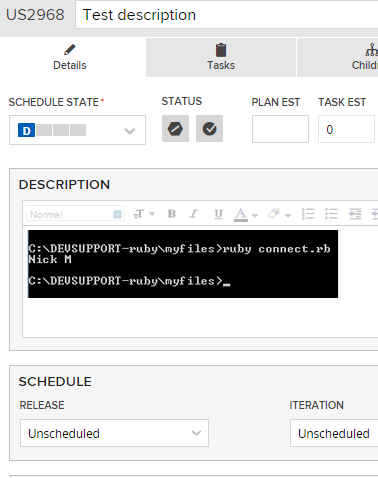 US2968 Test description
Details Tasks Childr
SCHEDULE STATE * STATUS PLAN EST TASK EST
D 0
DESCRIPTION
Normal T B I U A
C:\DEVSUPPORT-ruby\myfiles>ruby connect.rb
Nick M
C:\DEVSUPPORT-ruby\myfiles>_
SCHEDULE
RELEASE ITERATION
Unscheduled Unscheduled